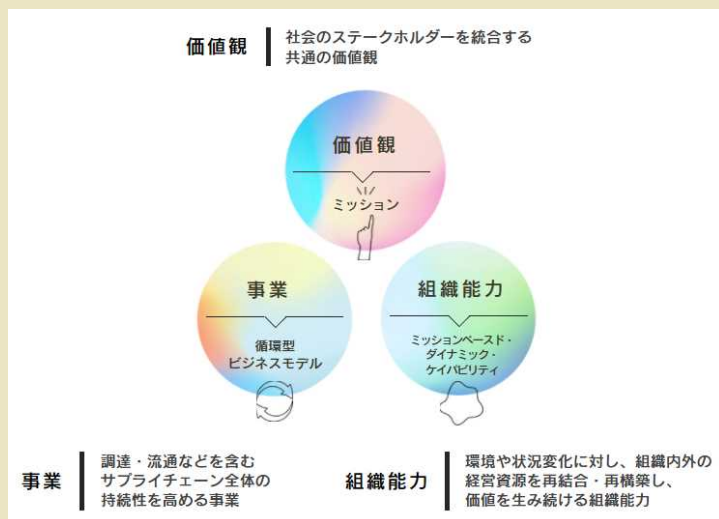 価値観
社会のステークホルダーを統合する
共通の価値観
価値観
ミッション
事業
循環型
ビジネスモデル
組織能力
ミッションベースド・
ダイナミック・
ケイパビリティ
事業
調達・流通などを含む
サプライチェーン全体の
持続性を高める事業
組織能力
環境や状況変化に対し、組織内外の
経営資源を再結合・再構築し、
価値を生み続ける組織能力